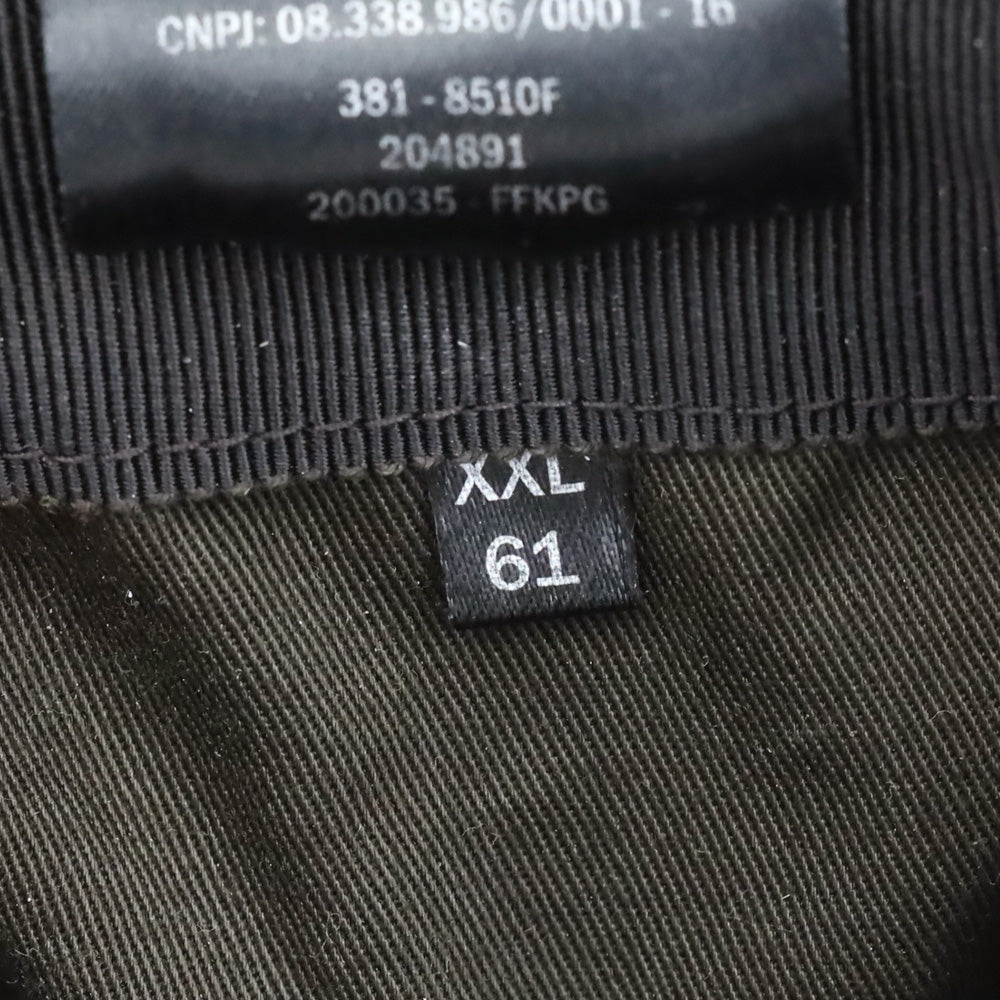 CNPJ: 08.338.986/0001 - 16
381 - 8510F
204891
200035 - FFKPG
XXL
61